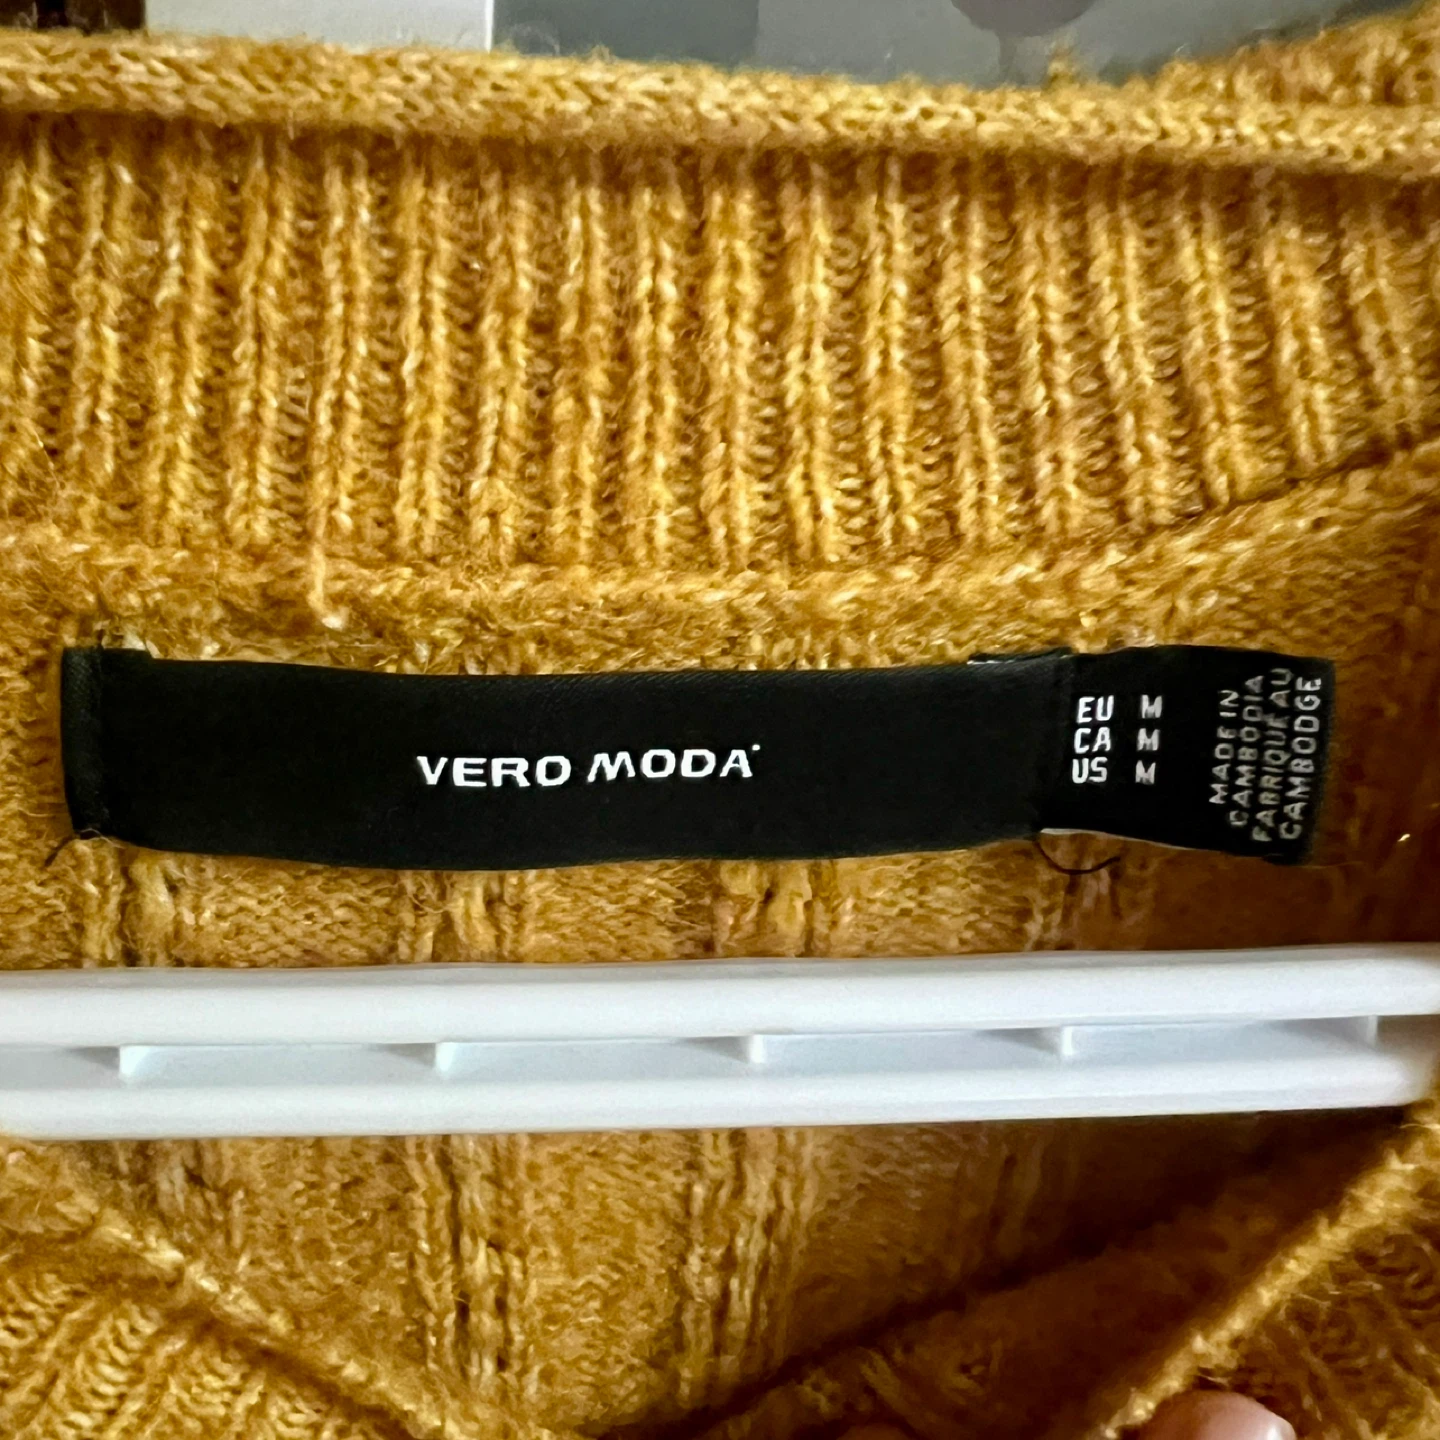 VERO MODA
EU M
CA M
US M
MADE IN
CAMBODIA
FABRIQUÉ AU
CAMBODGE